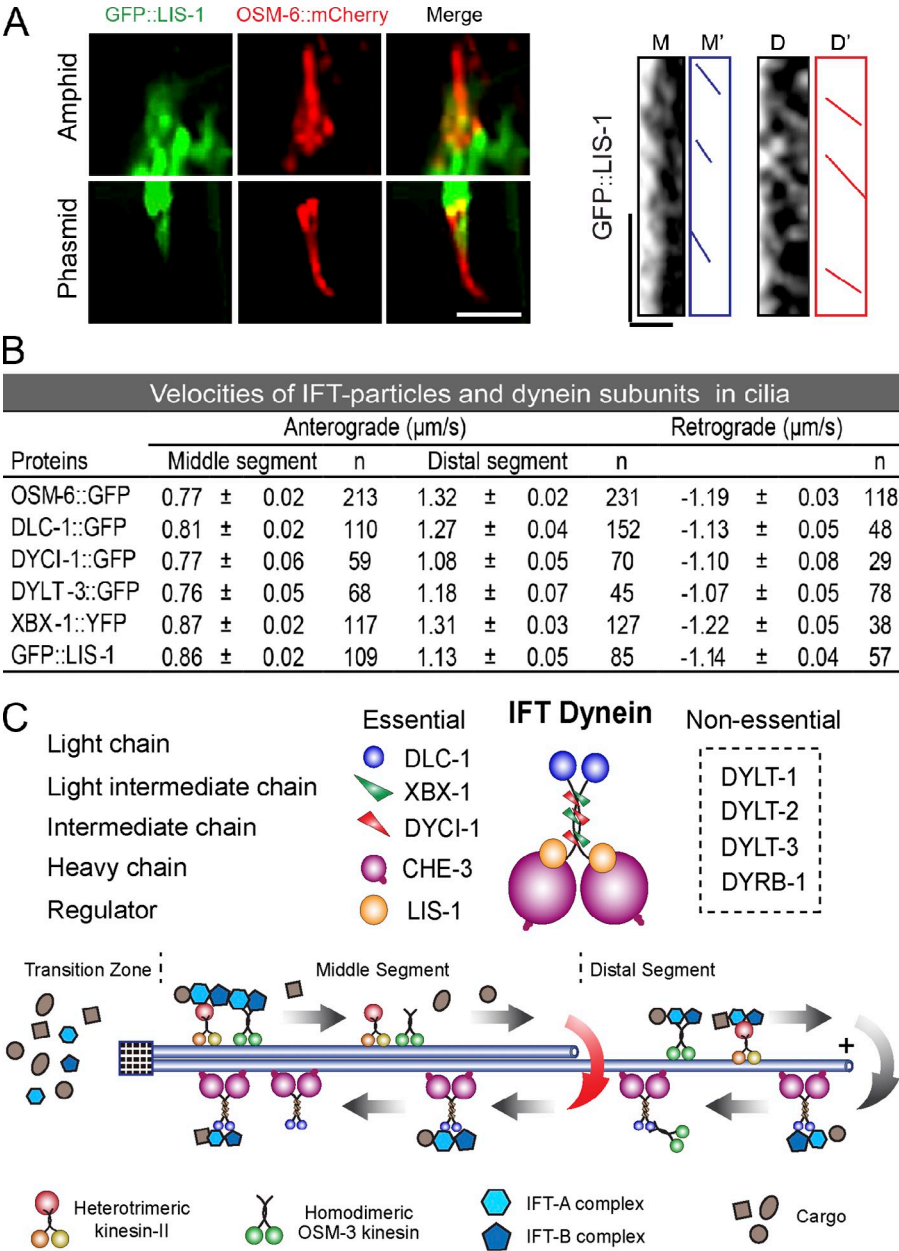 A
GFP::LIS-1 OSM-6::mCherry Merge
Amphid
Phasmid
M M' D D'
GFP::LIS-1
B
Velocities of IFT-particles and dynein subunits in cilia
Anterograde (μm/s) Retrograde (μm/s)
Proteins Middle segment n Distal segment n n
OSM-6::GFP 0.77 ± 0.02 213 1.32 ± 0.02 231 -1.19 ± 0.03 118
DLC-1::GFP 0.81 ± 0.02 110 1.27 ± 0.04 152 -1.13 ± 0.05 48
DYCI-1::GFP 0.77 ± 0.06 59 1.08 ± 0.05 70 -1.10 ± 0.08 29
DYLT-3::GFP 0.76 ± 0.05 68 1.18 ± 0.07 45 -1.07 ± 0.05 78
XBX-1::YFP 0.87 ± 0.02 117 1.31 ± 0.03 127 -1.22 ± 0.05 38
GFP::LIS-1 0.86 ± 0.02 109 1.13 ± 0.05 85 -1.14 ± 0.04 57
C
Essential IFT Dynein Non-essential
Light chain DLC-1
Light intermediate chain XBX-1
Intermediate chain DYCI-1
Heavy chain CHE-3
Regulator LIS-1
DYLT-1
DYLT-2
DYLT-3
DYRB-1
Transition Zone Middle Segment Distal Segment
+
Heterotrimeric
kinesin-II
Homodimeric
OSM-3 kinesin
IFT-A complex
IFT-B complex
Cargo